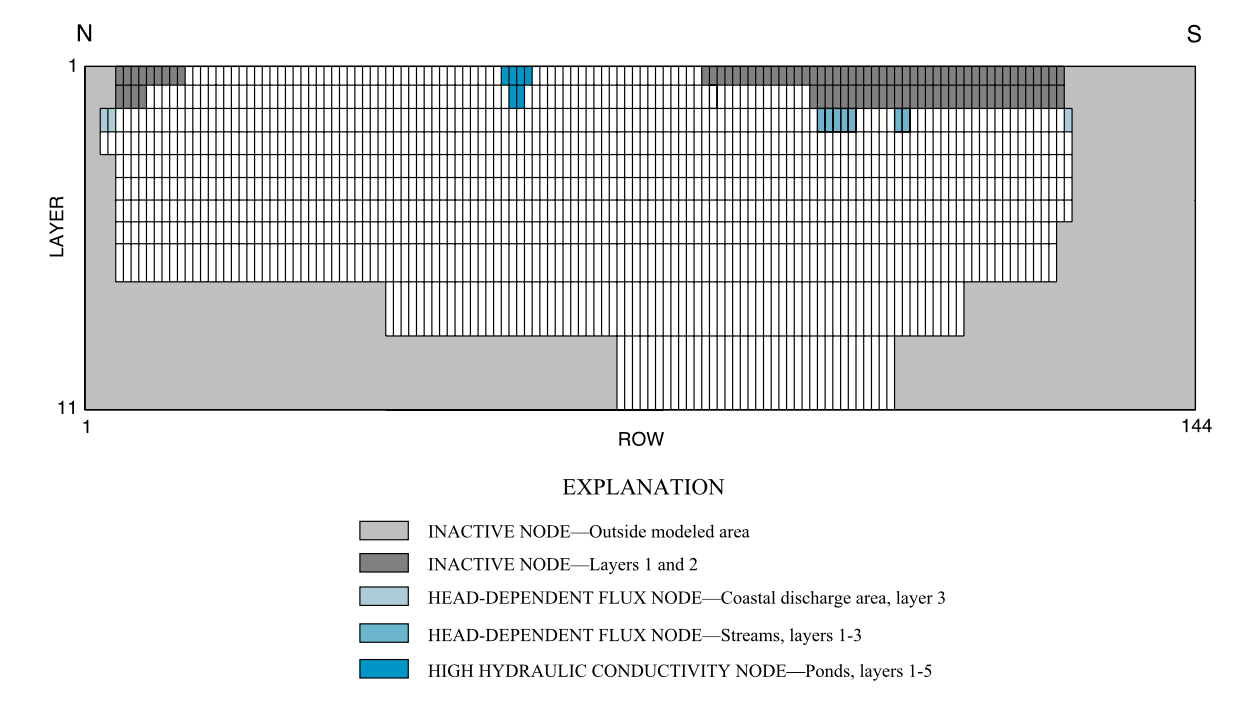 N S
1
LAYER
11
1 144
ROW
EXPLANATION
INACTIVE NODE—Outside modeled area
INACTIVE NODE—Layers 1 and 2
HEAD-DEPENDENT FLUX NODE—Coastal discharge area, layer 3
HEAD-DEPENDENT FLUX NODE—Streams, layers 1-3
HIGH HYDRAULIC CONDUCTIVITY NODE—Ponds, layers 1-5